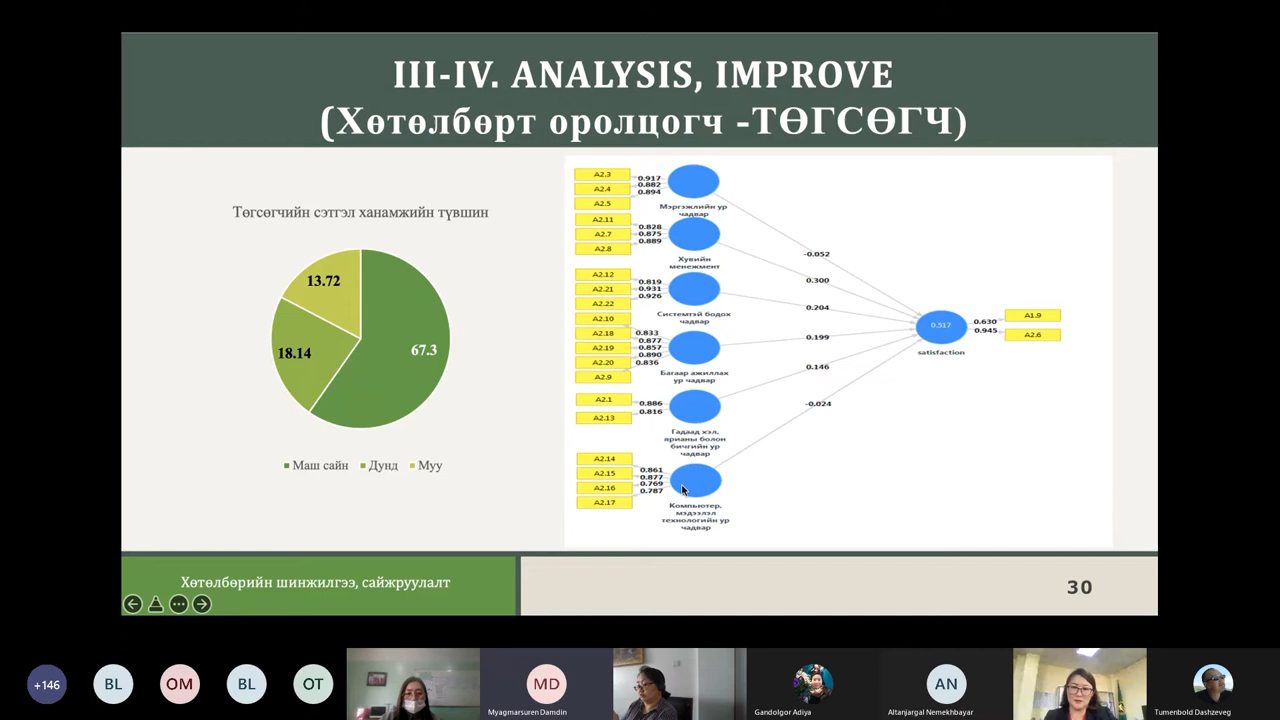 III-IV. ANALYSIS, IMPROVE
(Хөтөлбөрт оролцогч -ТӨГСӨГЧ)
Төгсөгчийн сэтгэл ханамжийн түвшин
13.72
18.14
67.3
Маш сайн
Дунд
Муу
A2.3
A2.4
A2.5
0.917
0.882
0.894
Мэргэжлийн ур
чадвар
A2.11
A2.7
A2.8
0.828
0.875
0.889
Хувийн
менежмент
A2.12
A2.21
A2.22
0.819
0.931
0.926
Системтэй бодох
чадвар
A2.10
A2.18
A2.19
A2.20
A2.9
0.833
0.877
0.857
0.890
0.836
Багаар ажиллах
ур чадвар
A2.1
A2.13
0.886
0.816
Гадаад хэл,
ярианы болон
бичгийн ур
чадвар
A2.14
A2.15
A2.16
A2.17
0.861
0.877
0.769
0.787
Компьютер,
мэдээлэл
технологийн ур
чадвар
-0.052
0.300
0.204
0.199
0.146
-0.024
0.517
satisfaction
0.630
0.945
A1.9
A2.6
Хөтөлбөрийн шинжилгээ, сайжруулалт
30
+146
BL
OM
BL
OT
MD
Myagmarsuren Damdin
Gandolgor Adiya
AN
Altanjargal Nemekhbayar
Tumenbold Dashzeveg